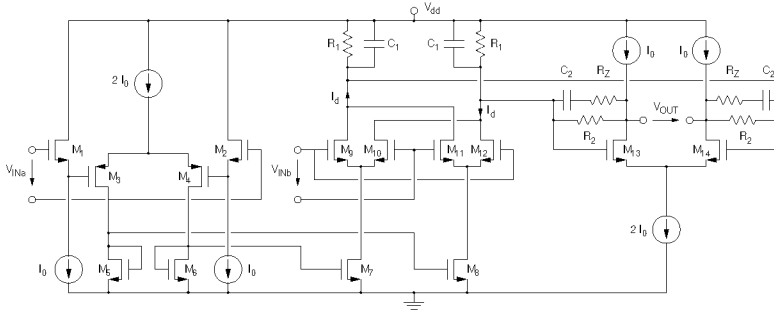 Vdd
R1
C1
C1
R1
I0
I0
2 I0
C2
RZ
RZ
C2
Id
Id
VOUT
R2
R2
M1
M2
M3
M4
M9
M10
M11
M12
M13
M14
VINa
VINb
2 I0
I0
M5
M6
I0
M7
M8